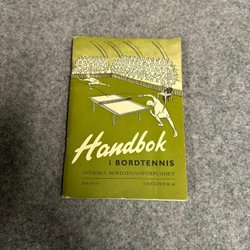 Handbok
i BORDTENNIS
SVENSKA BORDTENNISFÖRBUNDET